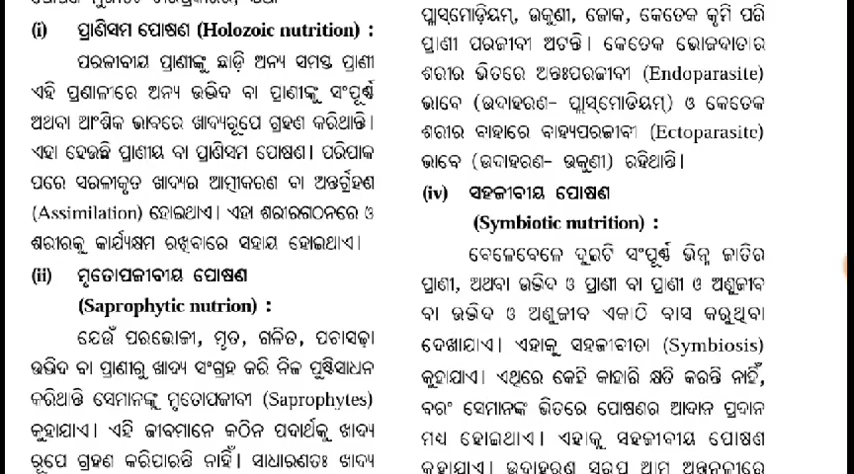 (i) ପ୍ରାଣିସମ ପୋଷଣ (Holozoic nutrition) :
ପରଜୀବୀୟ ପ୍ରାଣୀଙ୍କୁ ଛାଡ଼ି ଅନ୍ୟ ସମସ୍ତ ପ୍ରାଣୀ
ଏହି ପ୍ରଣାଳୀରେ ଅନ୍ୟ ଉଦ୍ଭିଦ ବା ପ୍ରାଣୀଙ୍କୁ ସଂପୂର୍ଣ୍ଣ
ଅଥବା ଆଂଶିକ ଭାବରେ ଖାଦ୍ୟରୂପେ ଗ୍ରହଣ କରିଥାନ୍ତି।
ଏହା ହେଉଛି ପ୍ରାଣୀୟ ବା ପ୍ରାଣିସମ ପୋଷଣ। ପରିପାକ
ପରେ ସରଳୀକୃତ ଖାଦ୍ୟର ଆତ୍ମୀକରଣ ବା ଅନ୍ତର୍ଗ୍ରହଣ
(Assimilation) ହୋଇଥାଏ। ଏହା ଶରୀରଗଠନରେ ଓ
ଶରୀରକୁ କାର୍ଯ୍ୟକ୍ଷମ ରଖିବାରେ ସହାୟ ହୋଇଥାଏ।
(ii) ମୃତୋପଜୀବୀୟ ପୋଷଣ
(Saprophytic nutrion) :
ଯେଉଁ ପରଭୋଜୀ, ମୃତ, ଗଳିତ, ପଚାସଢ଼ା
ଉଦ୍ଭିଦ ବା ପ୍ରାଣୀରୁ ଖାଦ୍ୟ ସଂଗ୍ରହ କରି ନିଜ ପୁଷ୍ଟିସାଧନ
କରିଥାନ୍ତି ସେମାନଙ୍କୁ ମୃତୋପଜୀବୀ (Saprophytes)
କୁହାଯାଏ। ଏହି ଜୀବମାନେ କଠିନ ପଦାର୍ଥକୁ ଖାଦ୍ୟ
ରୂପେ ଗ୍ରହଣ କରିପାରନ୍ତି ନାହିଁ। ସାଧାରଣତଃ ଖାଦ୍ୟ
ପ୍ଲାସ୍‌ମୋଡ଼ିୟମ୍, ଉକୁଣୀ, ଜୋକ, କେତେକ କୃମି ପରି
ପ୍ରାଣୀ ପରଜୀବୀ ଅଟନ୍ତି। କେତେକ ଭୋଜଦାତାର
ଶରୀର ଭିତରେ ଅନ୍ତଃପରଜୀବୀ (Endoparasite)
ଭାବେ (ଉଦାହରଣ- ପ୍ଲାସ୍‌ମୋଡିୟମ୍) ଓ କେତେକ
ଶରୀର ବାହାରେ ବାହ୍ୟପରଜୀବୀ (Ectoparasite)
ଭାବେ (ଉଦାହରଣ- ଉକୁଣୀ) ରହିଥାନ୍ତି।
(iv) ସହଜୀବୀୟ ପୋଷଣ
(Symbiotic nutrition) :
ବେଳେବେଳେ ଦୁଇଟି ସଂପୂର୍ଣ୍ଣ ଭିନ୍ନ ଜାତିର
ପ୍ରାଣୀ, ଅଥବା ଉଦ୍ଭିଦ ଓ ପ୍ରାଣୀ ବା ପ୍ରାଣୀ ଓ ଅଣୁଜୀବ
ବା ଉଦ୍ଭିଦ ଓ ଅଣୁଜୀବ ଏକାଠି ବାସ କରୁଥିବା
ଦେଖାଯାଏ। ଏହାକୁ ସହଜୀବୀତା (Symbiosis)
କୁହାଯାଏ। ଏଥିରେ କେହି କାହାରି କ୍ଷତି କରନ୍ତି ନାହିଁ,
ବରଂ ସେମାନଙ୍କ ଭିତରେ ପୋଷଣର ଆଦାନ ପ୍ରଦାନ
ମଧ୍ୟ ହୋଇଥାଏ। ଏହାକୁ ସହଜୀବୀୟ ପୋଷଣ
କୁହାଯାଏ। ଉଦାହରଣ ସ୍ୱରୂପ ଆମ ଅନ୍ତନଳୀରେ